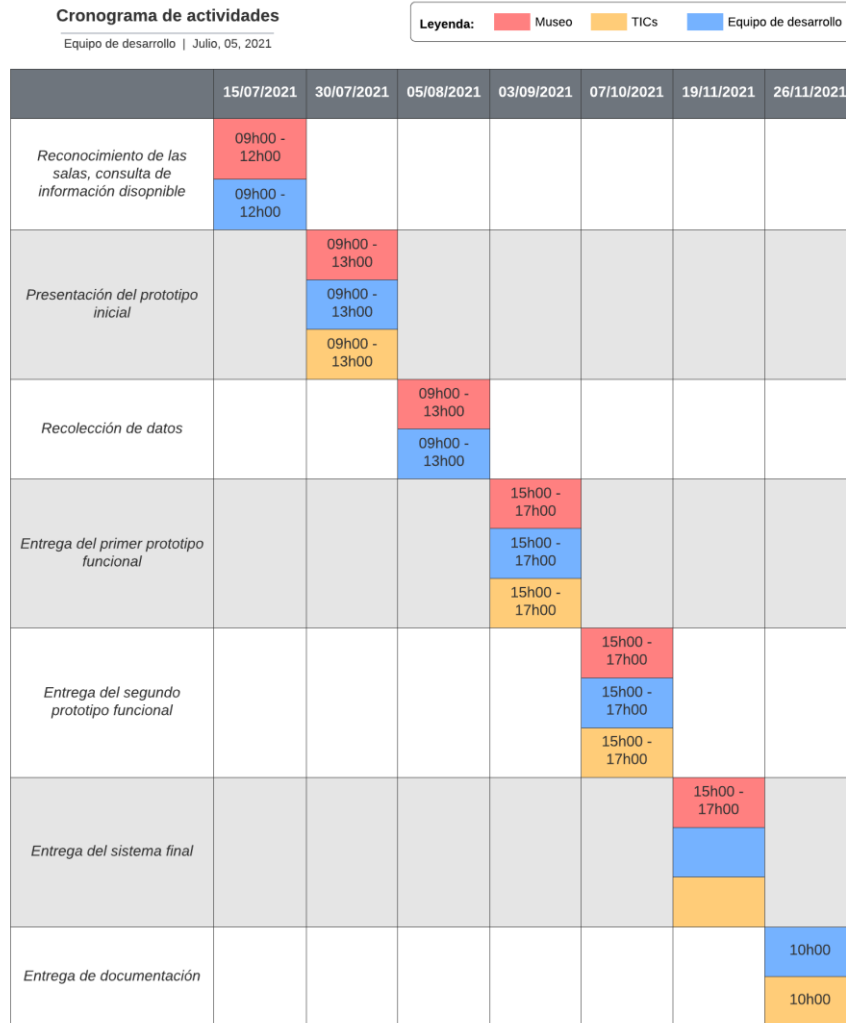 Cronograma de actividades
Equipo de desarrollo | Julio, 05, 2021
Leyenda: Museo TICs Equipo de desarrollo
15/07/2021 30/07/2021 05/08/2021 03/09/2021 07/10/2021 19/11/2021 26/11/2021
Reconocimiento de las
salas, consulta de
información disopnible
09h00 -
12h00
09h00 -
12h00
Presentación del prototipo
inicial
09h00 -
13h00
09h00 -
13h00
09h00 -
13h00
Recolección de datos
09h00 -
13h00
09h00 -
13h00
Entrega del primer prototipo
funcional
15h00 -
17h00
15h00 -
17h00
15h00 -
17h00
Entrega del segundo
prototipo funcional
15h00 -
17h00
15h00 -
17h00
15h00 -
17h00
Entrega del sistema final
15h00 -
17h00
Entrega de documentación
10h00
10h00